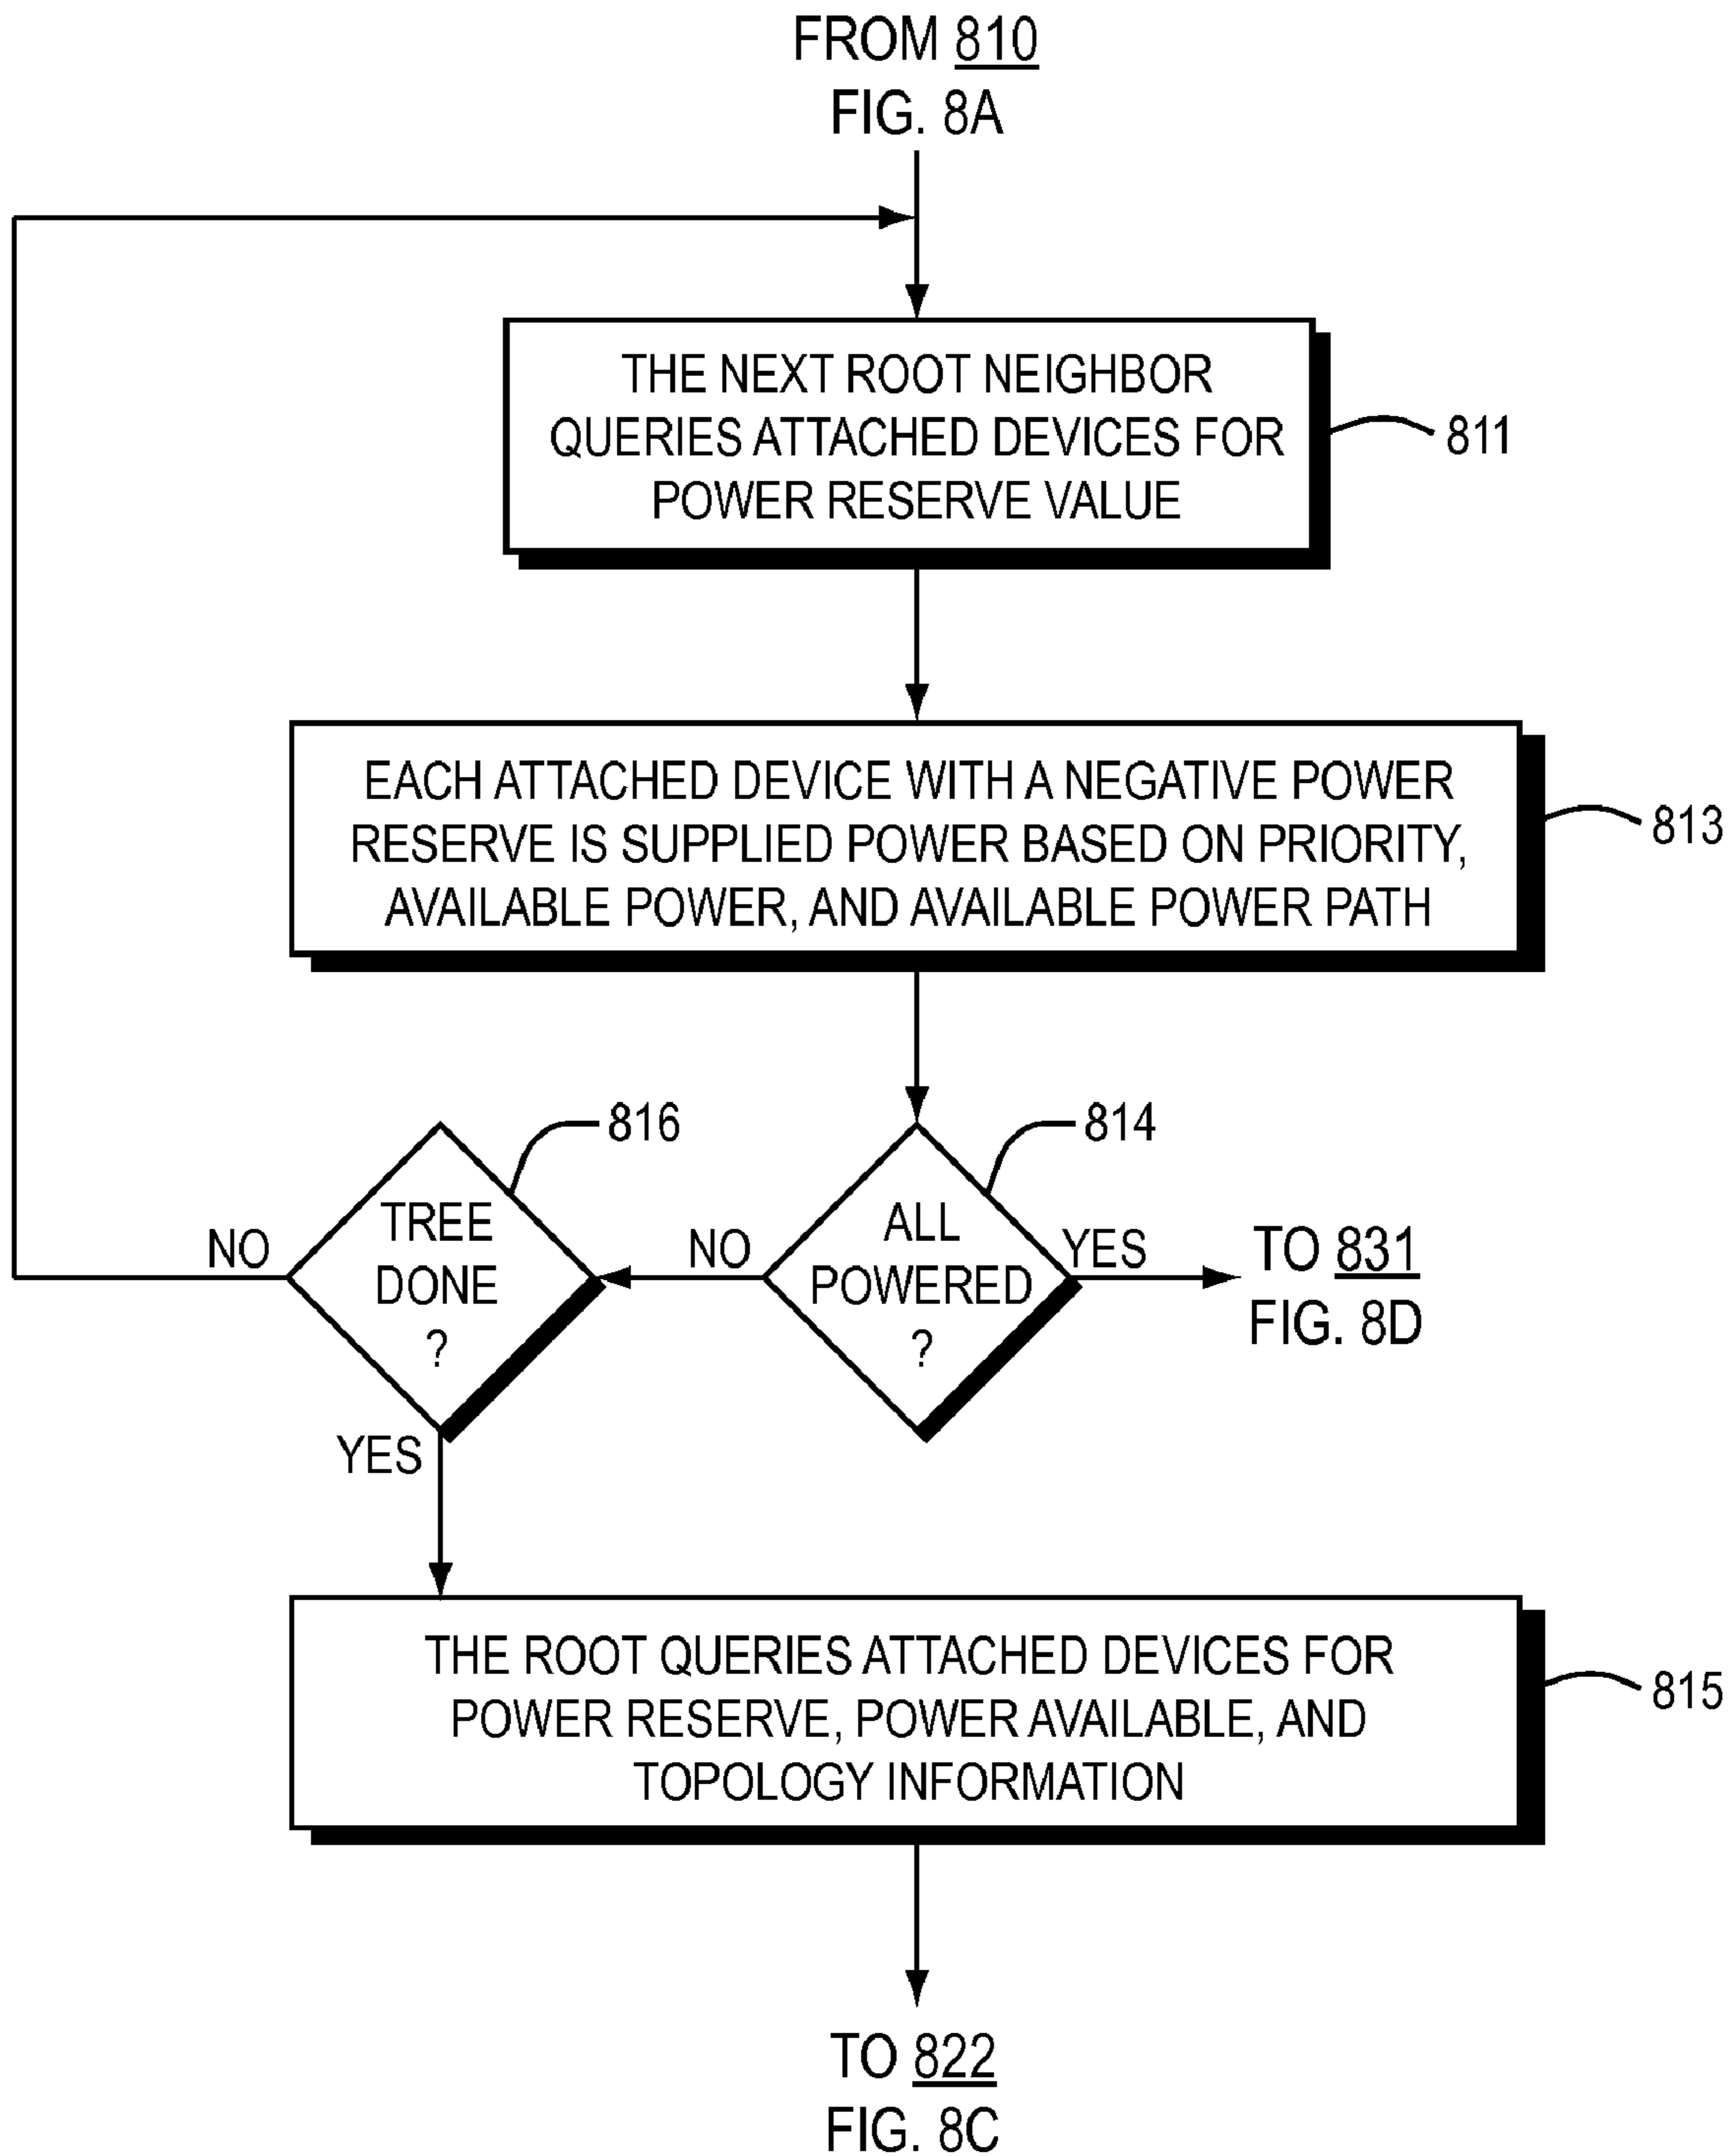 FROM 810
FIG. 8A
THE NEXT ROOT NEIGHBOR
QUERIES ATTACHED DEVICES FOR
POWER RESERVE VALUE
811
EACH ATTACHED DEVICE WITH A NEGATIVE POWER
RESERVE IS SUPPLIED POWER BASED ON PRIORITY,
AVAILABLE POWER, AND AVAILABLE POWER PATH
813
816
814
TREE
DONE
?
NO
YES
ALL
POWERED
?
NO
YES
TO 831
FIG. 8D
THE ROOT QUERIES ATTACHED DEVICES FOR
POWER RESERVE, POWER AVAILABLE, AND
TOPOLOGY INFORMATION
815
TO 822
FIG. 8C